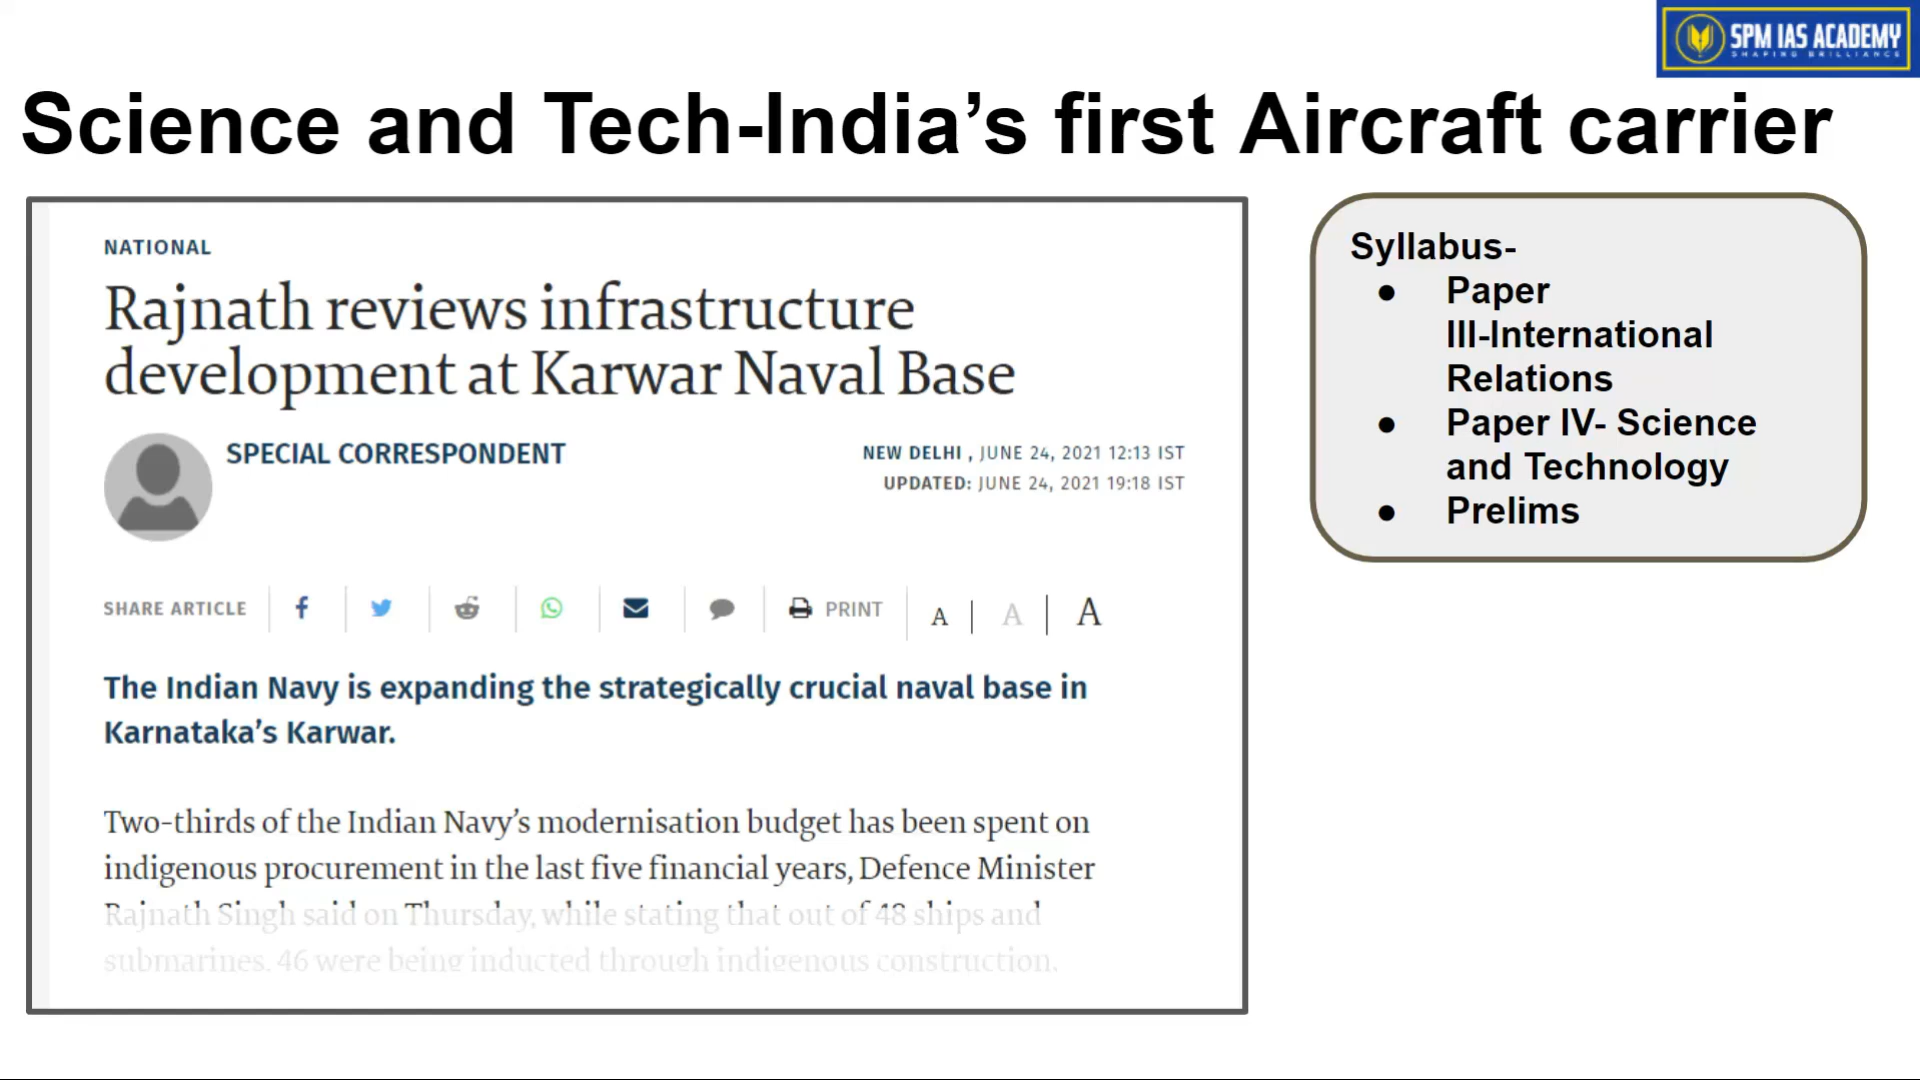 SPM IAS ACADEMY
SHAPING BRILLIANCE
Science and Tech-India’s first Aircraft carrier
NATIONAL
Rajnath reviews infrastructure
development at Karwar Naval Base
SPECIAL CORRESPONDENT
NEW DELHI , JUNE 24, 2021 12:13 IST
UPDATED: JUNE 24, 2021 19:18 IST
SHARE ARTICLE
PRINT
A | A | A
The Indian Navy is expanding the strategically crucial naval base in
Karnataka’s Karwar.
Two-thirds of the Indian Navy’s modernisation budget has been spent on
indigenous procurement in the last five financial years, Defence Minister
Rajnath Singh said on Thursday, while stating that out of 48 ships and
submarines, 46 were being inducted through indigenous construction.
Syllabus-
● Paper
III-International
Relations
● Paper IV- Science
and Technology
● Prelims